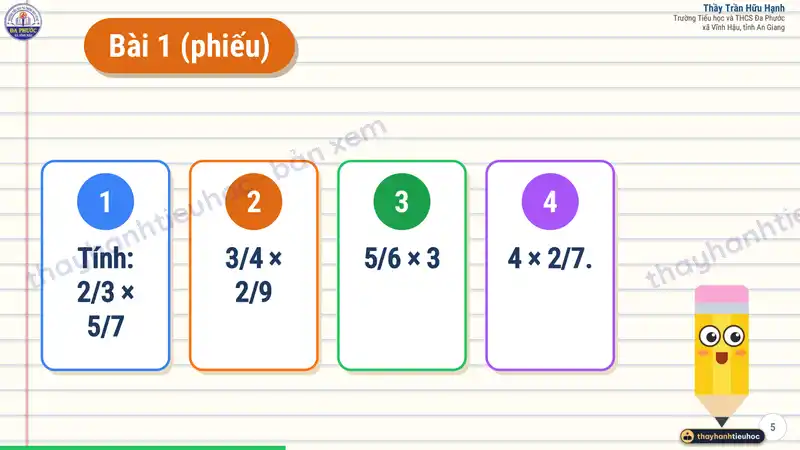 Thầy Trần Hữu Hạnh
Trường Tiểu học và THCS Đa Phước
xã Vĩnh Hậu, tỉnh An Giang
ĐA PHƯỚC
Bài 1 (phiếu)
thayhanhtieuhoc bản xem
thayhanhtieuhoc
1
Tính:
2/3 ×
5/7
2
3/4 ×
2/9
3
5/6 × 3
4
4 × 2/7.
thayhanhtieuhoc
5